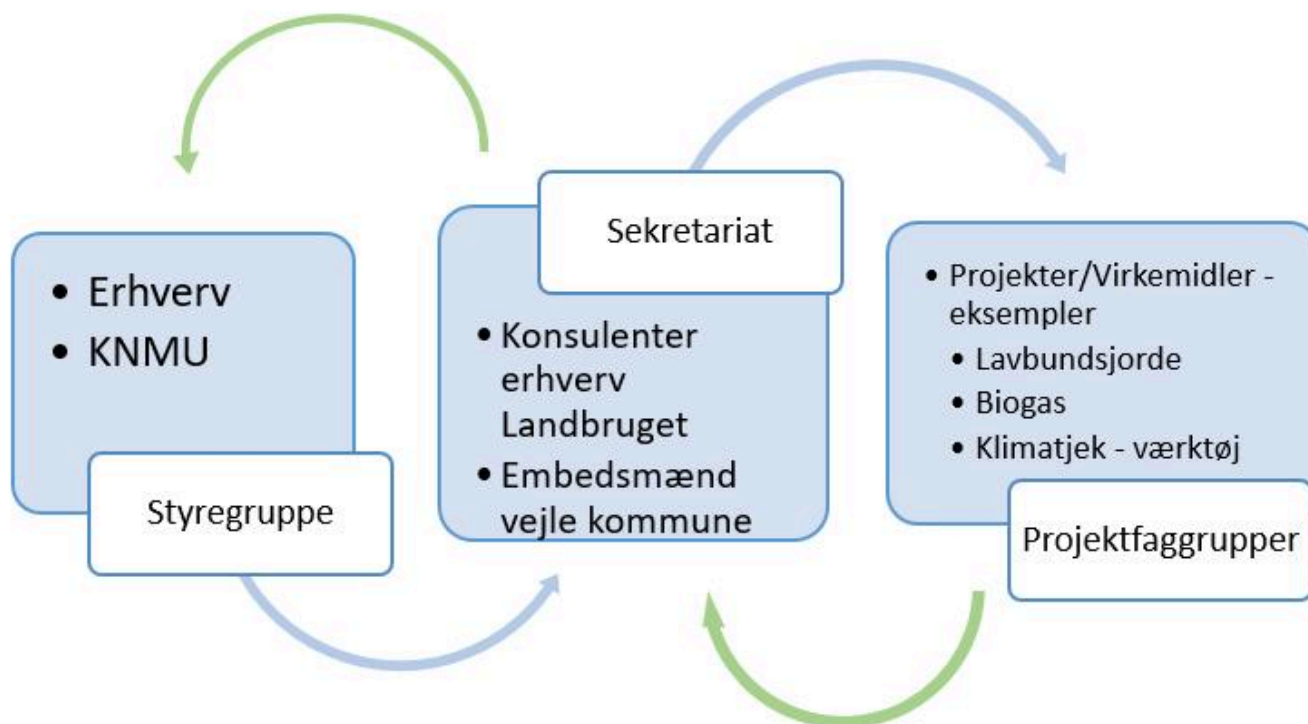 • Erhverv
• KNMU
Styregruppe
Sekretariat
• Konsulenter
erhverv
Landbruget
• Embedsmænd
vejle kommune
• Projekter/Virkemidler -
eksempler
• Lavbundsjorde
• Biogas
• Klimatjek - værktøj
Projektfaggrupper